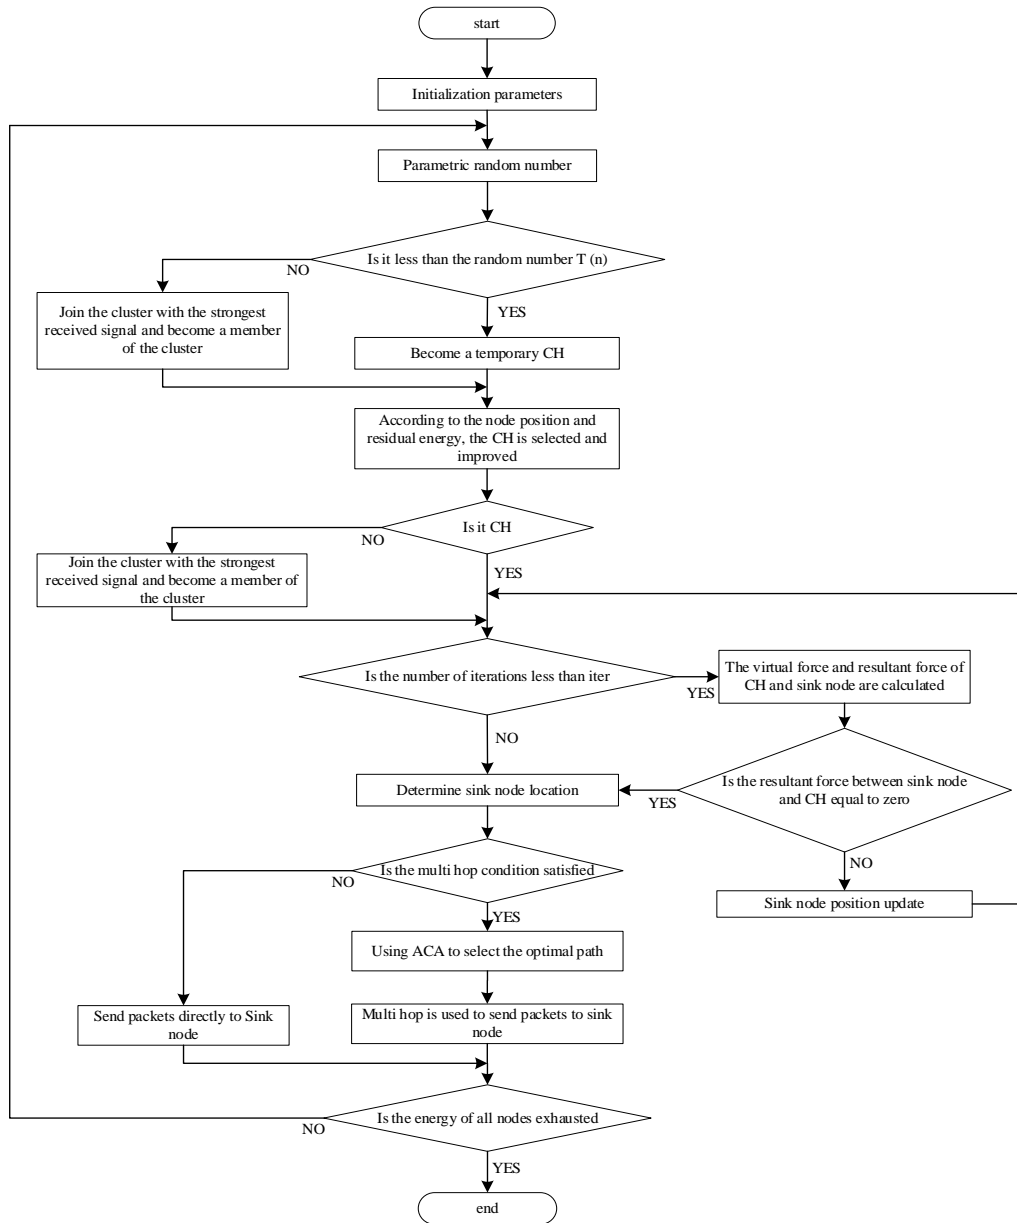 start
Initialization parameters
Parametric random number
Is it less than the random number T (n)
NO
YES
Join the cluster with the strongest
received signal and become a member
of the cluster
Become a temporary CH
According to the node position and
residual energy, the CH is selected and
improved
Is it CH
NO
YES
Join the cluster with the strongest
received signal and become a member of
the cluster
Is the number of iterations less than iter
YES
The virtual force and resultant force of
CH and sink node are calculated
NO
Is the resultant force between sink node
and CH equal to zero
YES
Determine sink node location
NO
Sink node position update
Is the multi hop condition satisfied
NO
YES
Using ACA to select the optimal path
Send packets directly to Sink
node
Multi hop is used to send packets to sink
node
Is the energy of all nodes exhausted
NO
YES
end